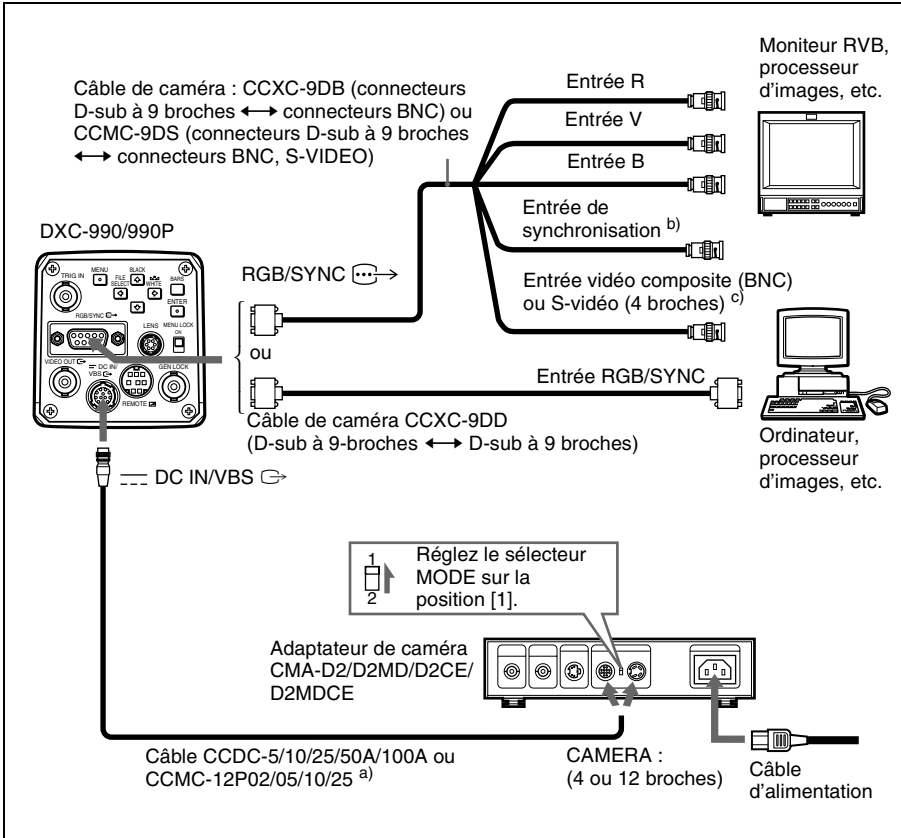 Câble de caméra : CCXC-9DB (connecteurs
D-sub à 9 broches ⟷ connecteurs BNC) ou
CCMC-9DS (connecteurs D-sub à 9 broches
⟷ connecteurs BNC, S-VIDEO)
Entrée R
Entrée V
Entrée B
Entrée de
synchronisation b)
Entrée vidéo composite (BNC)
ou S-vidéo (4 broches) c)
Moniteur RVB,
processeur
d'images, etc.
DXC-990/990P
TRIG IN
MENU
FILE
SELECT
BLACK
WHITE
BARS
ENTER
RGB/SYNC
LENS
MENU LOCK
ON
VIDEO OUT
DC IN/
VBS
REMOTE
GEN LOCK
RGB/SYNC
ou
Entrée RGB/SYNC
Câble de caméra CCXC-9DD
(D-sub à 9-broches ⟷ D-sub à 9 broches)
Ordinateur,
processeur
d'images, etc.
DC IN/VBS
1
2
Réglez le sélecteur
MODE sur la
position [1].
Adaptateur de caméra
CMA-D2/D2MD/D2CE/
D2MDCE
Câble CCDC-5/10/25/50A/100A ou
CCMC-12P02/05/10/25 a)
CAMERA :
(4 ou 12 broches)
Câble
d'alimentation